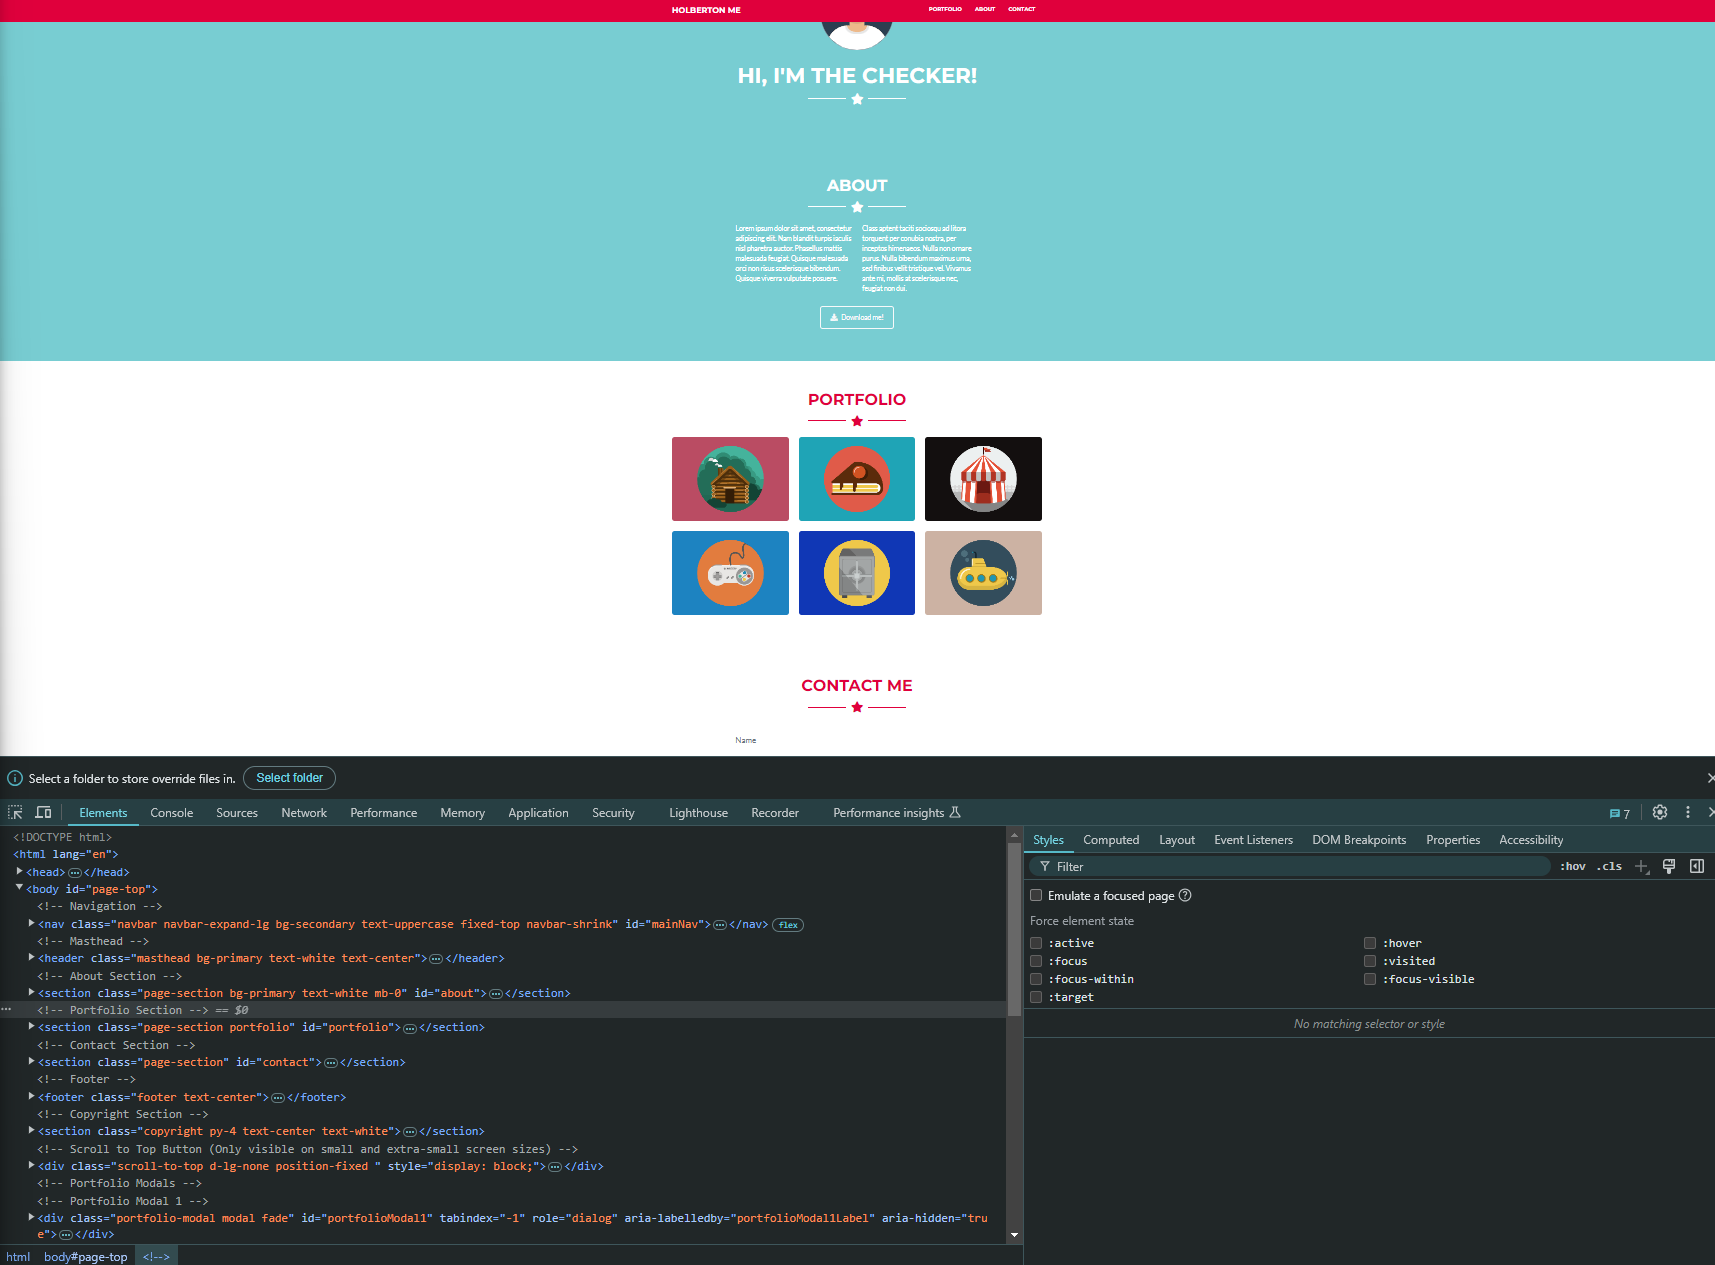 HOLBERTON ME
PORTFOLIO ABOUT CONTACT
HI, I'M THE CHECKER!
ABOUT
Lorem ipsum dolor sit amet, consectetur
adipiscing elit. Nam blandit turpis iaculis
nisl pharetra auctor. Phasellus mattis
malesuada feugiat. Quisque malesuada
orci non risus scelerisque bibendum.
Quisque viverra vulputate posuere.
Class aptent taciti sociosqu ad litora
torquent per conubia nostra, per
inceptos himenaeos. Nulla non ornare
purus. Nulla bibendum maximus urna,
sed finibus velit tristique vel. Vivamus
ante mi, mollis at scelerisque nec,
feugiat non dui.
Download me!
PORTFOLIO
CONTACT ME
Name
Select a folder to store override files in. Select folder
Elements Console Sources Network Performance Memory Application Security Lighthouse Recorder Performance insights 7
<!DOCTYPE html>
<html lang="en">
<head>…</head>
<body id="page-top">
<!-- Navigation -->
<nav class="navbar navbar-expand-lg bg-secondary text-uppercase fixed-top navbar-shrink" id="mainNav">…</nav> flex
<!-- Masthead -->
<header class="masthead bg-primary text-white text-center">…</header>
<!-- About Section -->
<section class="page-section bg-primary text-white mb-0" id="about">…</section>
<!-- Portfolio Section --> == $0
<section class="page-section portfolio" id="portfolio">…</section>
<!-- Contact Section -->
<section class="page-section" id="contact">…</section>
<!-- Footer -->
<footer class="footer text-center">…</footer>
<!-- Copyright Section -->
<section class="copyright py-4 text-center text-white">…</section>
<!-- Scroll to Top Button (Only visible on small and extra-small screen sizes) -->
<div class="scroll-to-top d-lg-none position-fixed " style="display: block;">…</div>
<!-- Portfolio Modals -->
<!-- Portfolio Modal 1 -->
<div class="portfolio-modal modal fade" id="portfolioModal1" tabindex="-1" role="dialog" aria-labelledby="portfolioModal1Label" aria-hidden="tru
e">…</div>
html body#page-top <!-->
Styles Computed Layout Event Listeners DOM Breakpoints Properties Accessibility
Filter :hov .cls
Emulate a focused page
Force element state
:active :hover
:focus :visited
:focus-within :focus-visible
:target
No matching selector or style